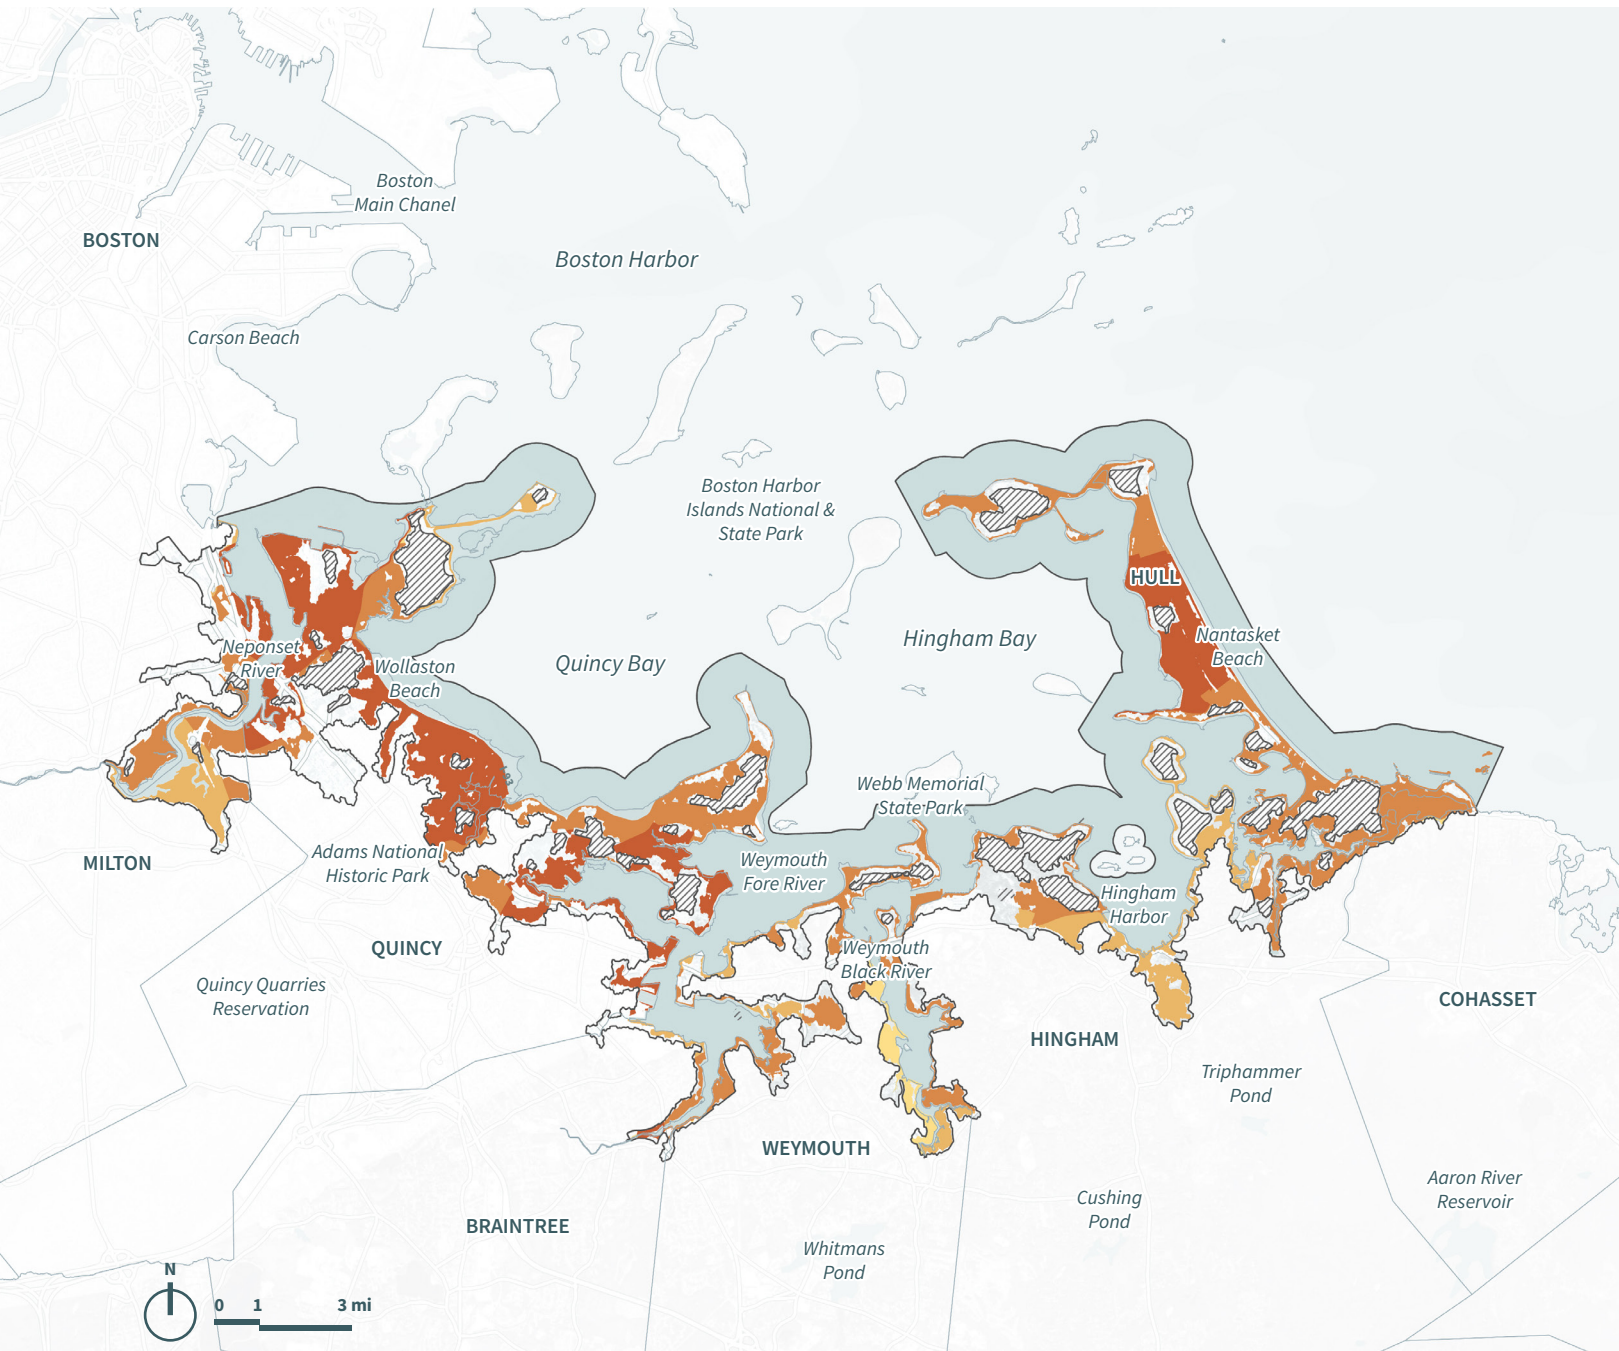 Boston
Main Chanel
BOSTON
Boston Harbor
Carson Beach
Boston Harbor
Islands National &
State Park
HULL
Nantasket
Beach
Hingham Bay
Neponset
River
Quincy Bay
Wollaston
Beach
Webb Memorial
State Park
MILTON
Adams National
Historic Park
Weymouth
Fore River
Hingham
Harbor
QUINCY
Weymouth
Black River
Quincy Quarries
Reservation
COHASSET
HINGHAM
Triphammer
Pond
WEYMOUTH
Aaron River
Reservoir
Cushing
Pond
BRAINTREE
Whitmans
Pond
N
0 1 3 mi